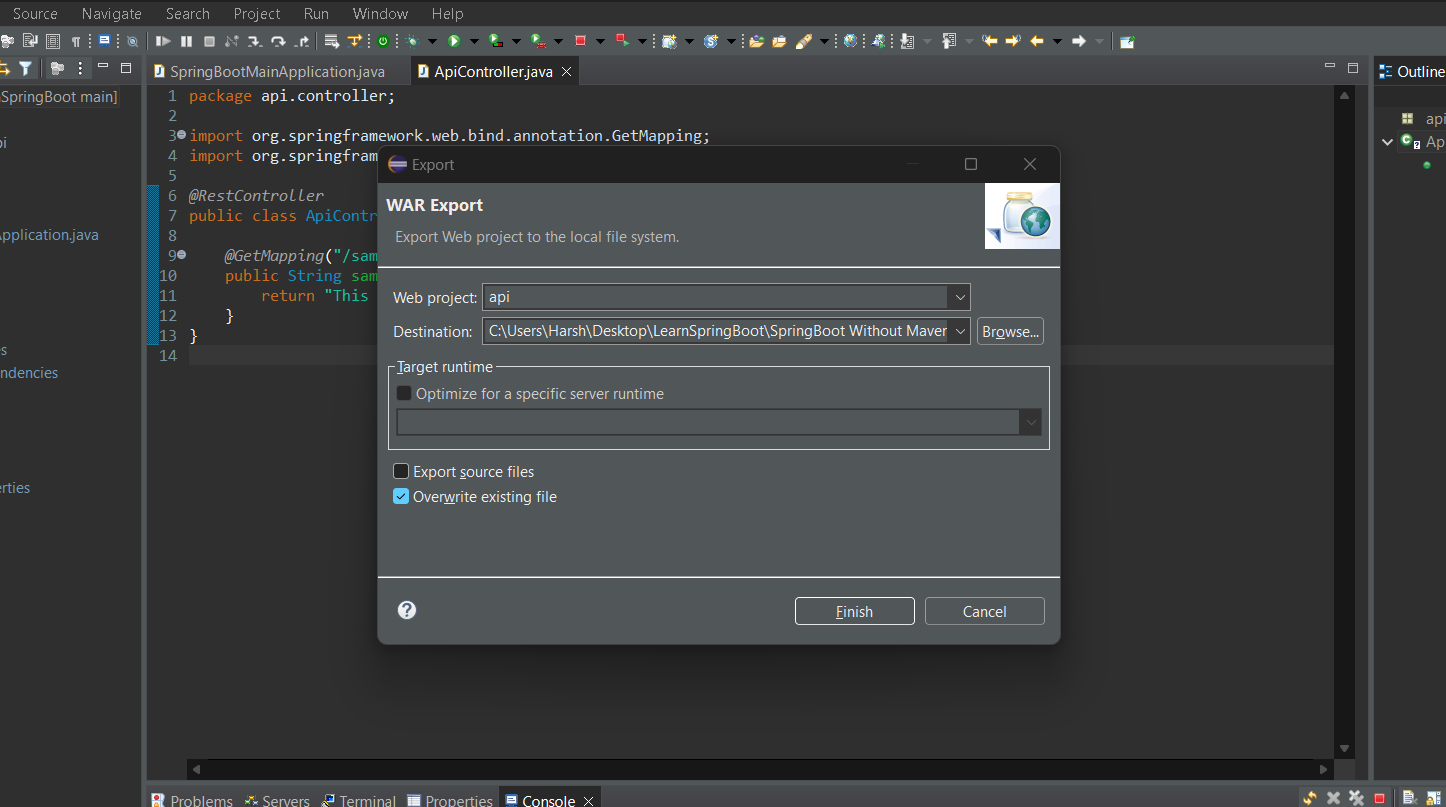 Source Navigate Search Project Run Window Help
SpringBootMainApplication.java ApiController.java Outline
SpringBoot main]
1 package api.controller;
2
3 import org.springframework.web.bind.annotation.GetMapping;
4 import org.springfram
5
6 @RestController
7 public class ApiContr
8
9 @GetMapping("/sam
10 public String sam
11 return "This
12 }
13 }
14
pi
pplication.java
s
ndencies
erties
Export
WAR Export
Export Web project to the local file system.
Web project: api
Destination: C:\Users\Harsh\Desktop\LearnSpringBoot\SpringBoot Without Maven Browse...
Target runtime
Optimize for a specific server runtime
Export source files
Overwrite existing file
Finish Cancel
api
Ap
Problems Servers Terminal Properties Console